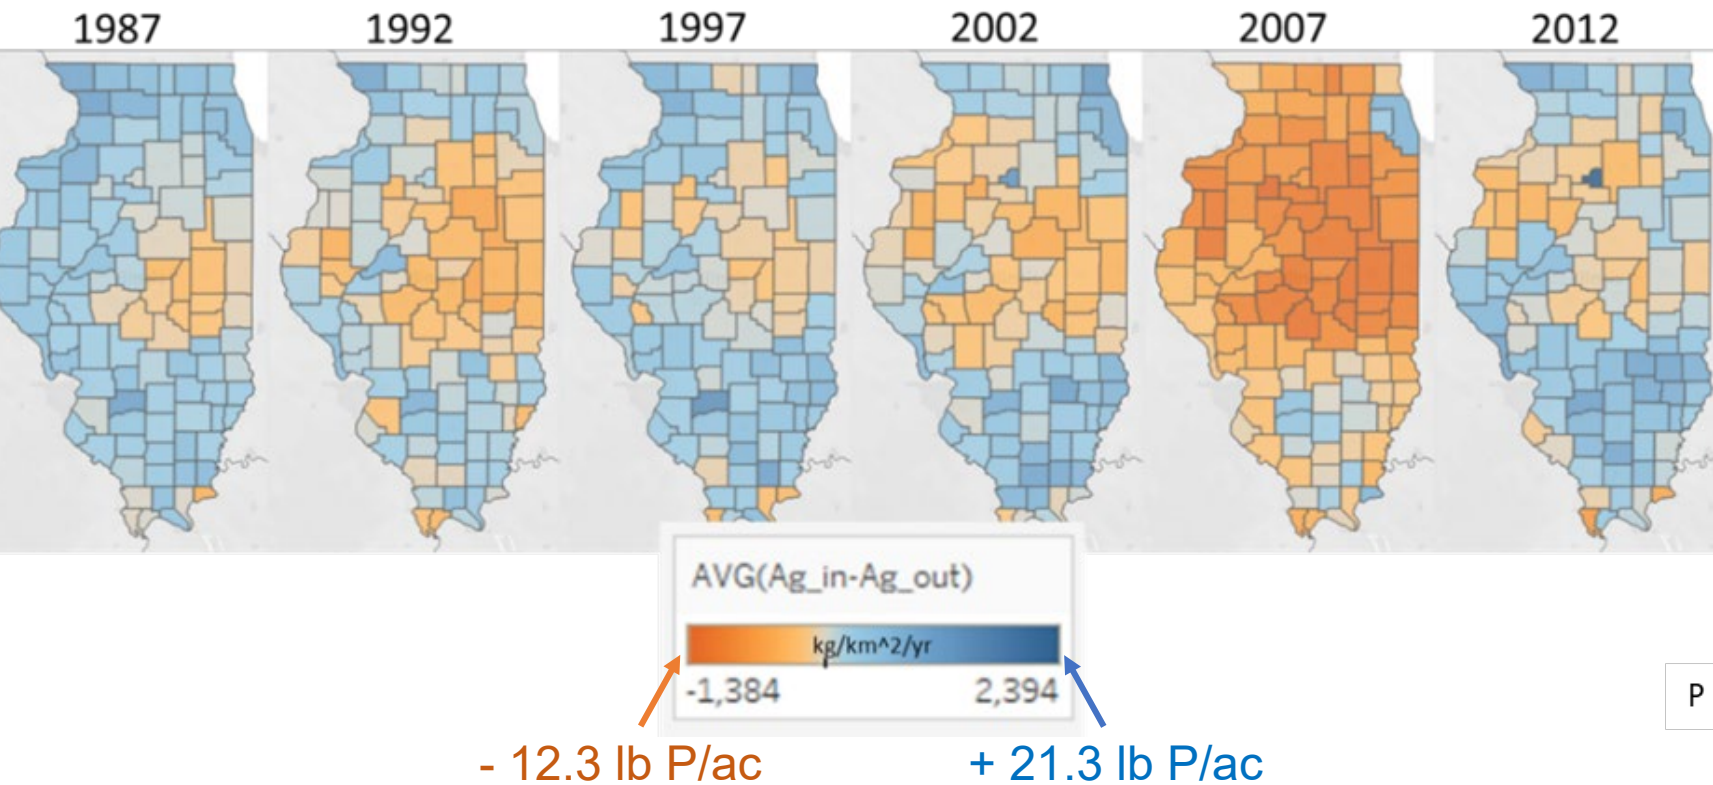 1987 1992 1997 2002 2007 2012
AVG(Ag_in-Ag_out)
kg/km^2/yr
-1,384 2,394
P
- 12.3 lb P/ac + 21.3 lb P/ac